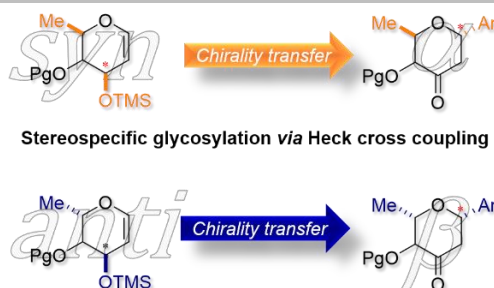 syn
Me
O
PgO
*
OTMS
Chirality transfer
α
Me
O
*
Ar
PgO
O
Stereospecific glycosylation via Heck cross coupling
anti
Me
O
PgO
*
OTMS
Chirality transfer
β
Me
O
*
Ar
PgO
O